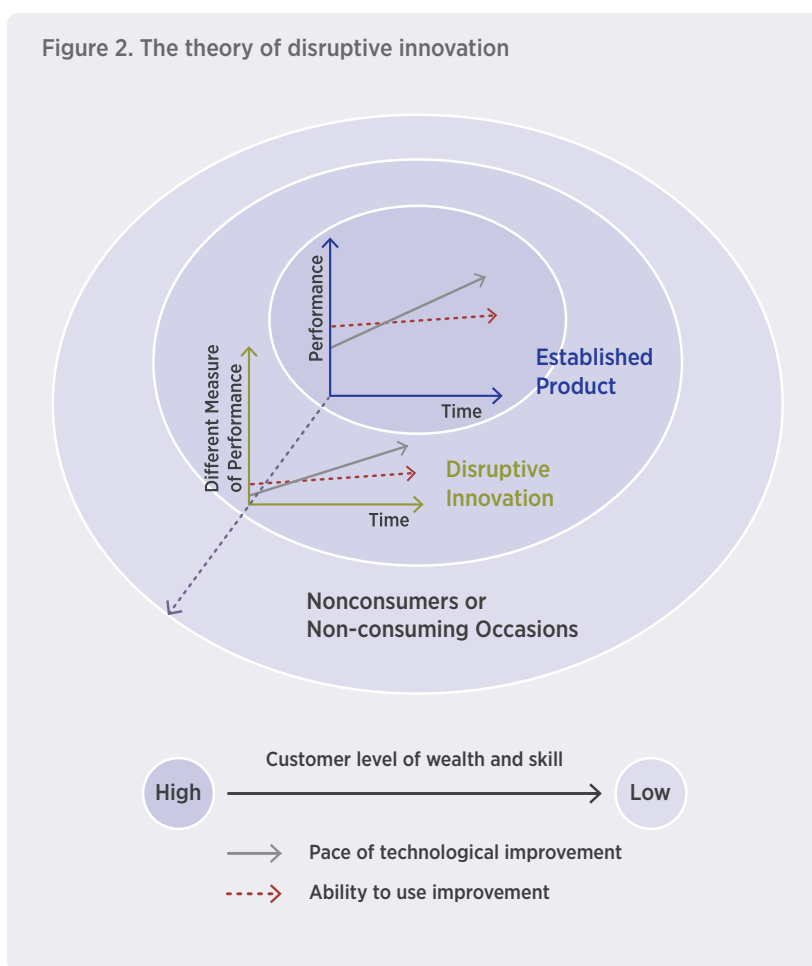 Figure 2. The theory of disruptive innovation
Performance
Time
Established
Product
Different Measure
of Performance
Time
Disruptive
Innovation
Nonconsumers or
Non-consuming Occasions
Customer level of wealth and skill
High
Low
Pace of technological improvement
Ability to use improvement